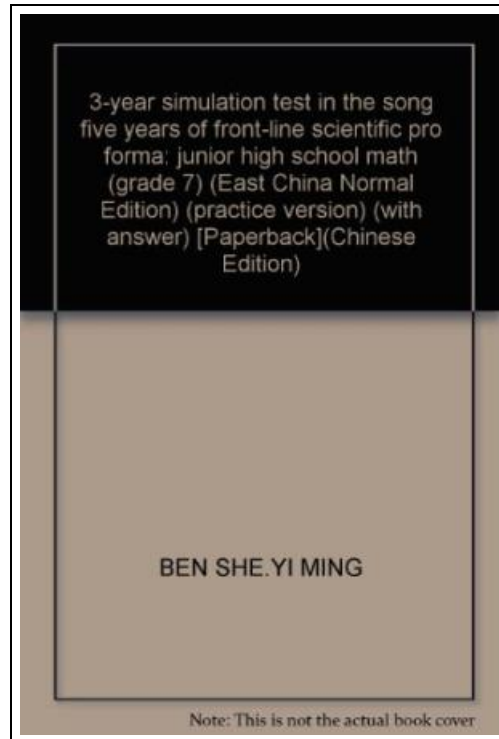 3-year simulation test in the song
five years of front-line scientific pro
forma: junior high school math
(grade 7) (East China Normal
Edition) (practice version) (with
answer) [Paperback](Chinese
Edition)
BEN SHE.YI MING
Note: This is not the actual book cover